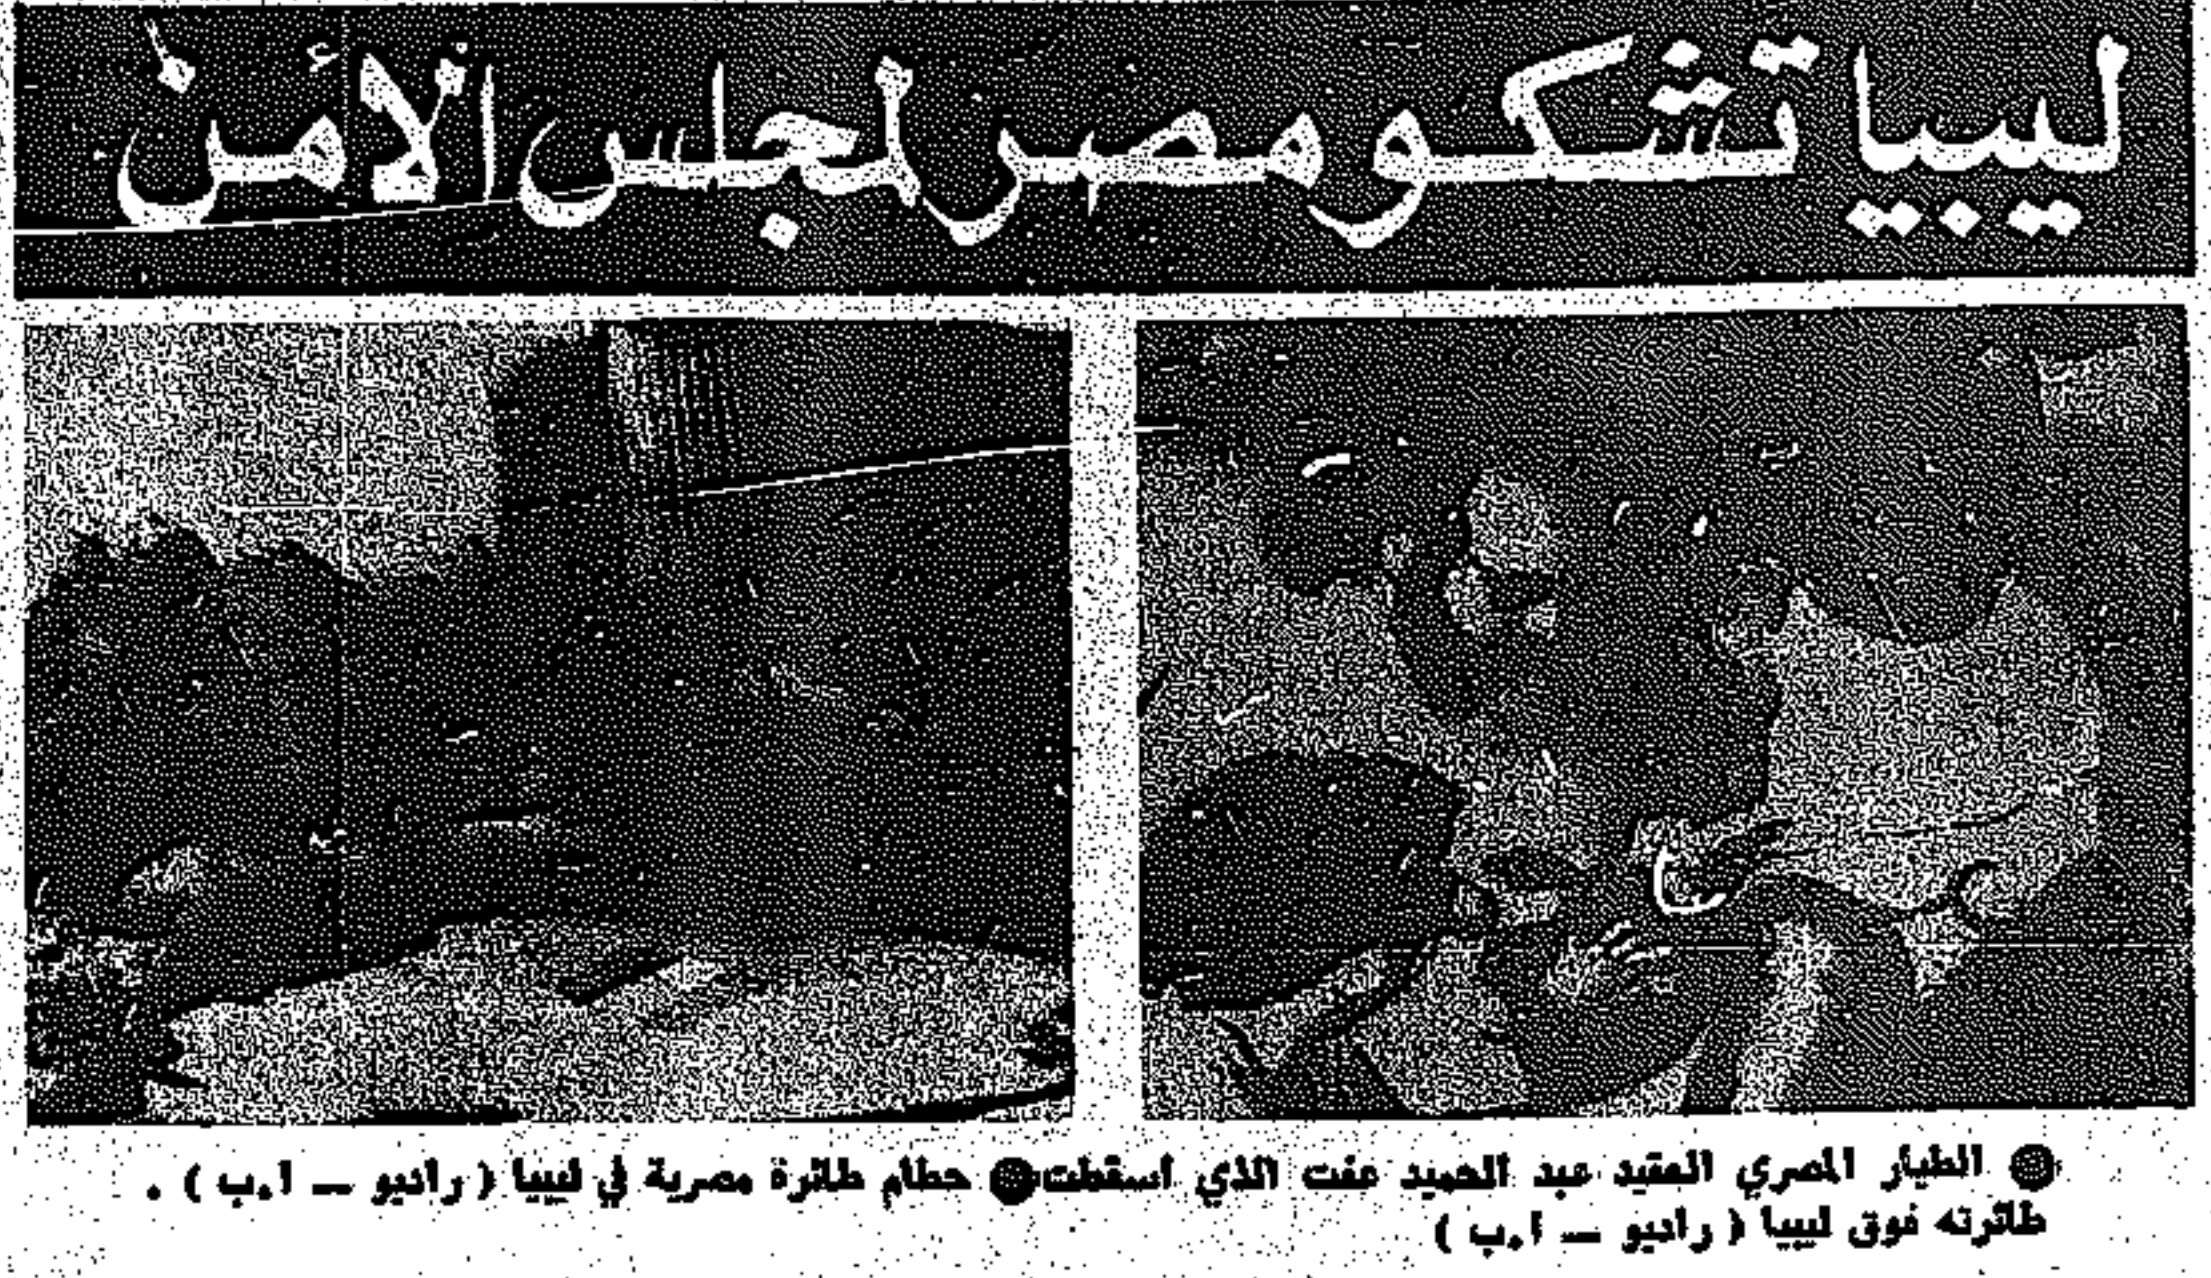 ليبيا تشكو مصر لمجلس الأمن
● الطيار المصري العقيد عبد الحميد عفت الذي اسقطت
طائرته فوق ليبيا ( راديو — ا.ب )
● حطام طائرة مصرية في ليبيا ( راديو — ا.ب ) .